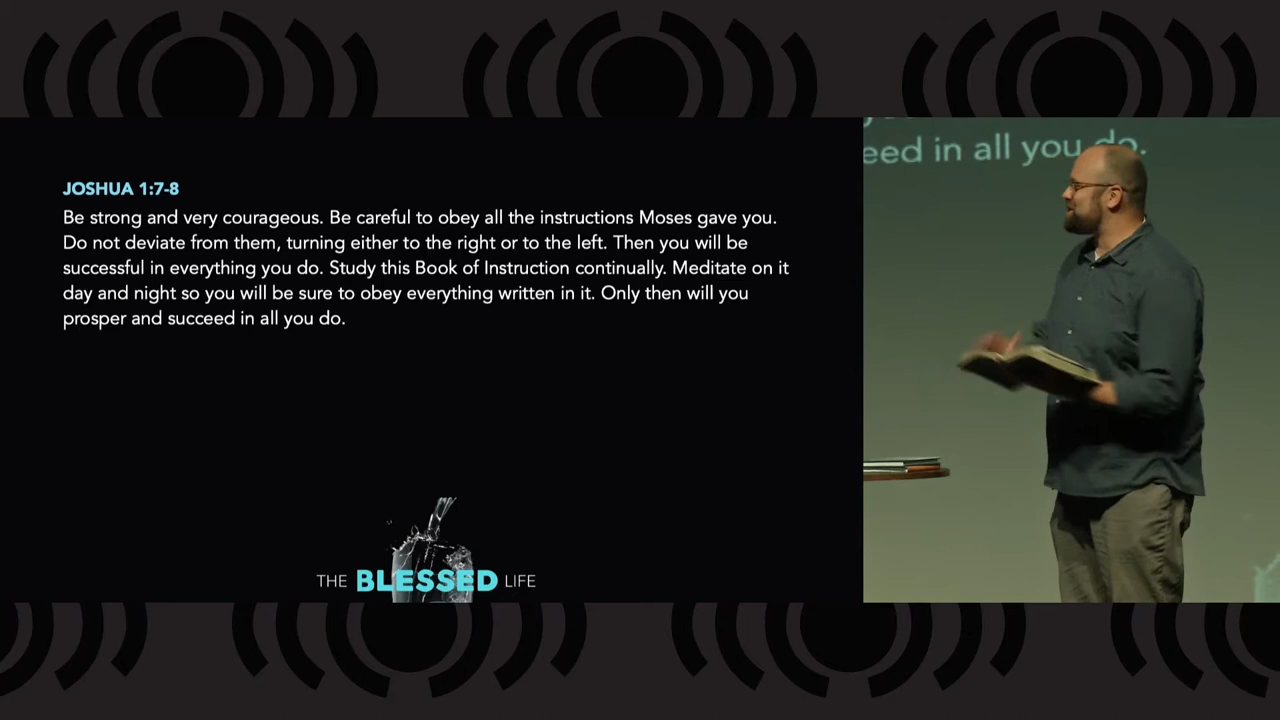 JOSHUA 1:7-8
Be strong and very courageous. Be careful to obey all the instructions Moses gave you.
Do not deviate from them, turning either to the right or to the left. Then you will be
successful in everything you do. Study this Book of Instruction continually. Meditate on it
day and night so you will be sure to obey everything written in it. Only then will you
prosper and succeed in all you do.
THE BLESSED LIFE
eed in all you do.